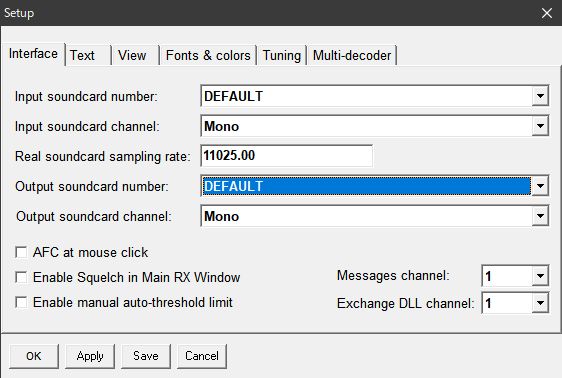 Setup
Interface Text View Fonts & colors Tuning Multi-decoder
Input soundcard number: DEFAULT
Input soundcard channel: Mono
Real soundcard sampling rate: 11025.00
Output soundcard number: DEFAULT
Output soundcard channel: Mono
AFC at mouse click
Enable Squelch in Main RX Window Messages channel: 1
Enable manual auto-threshold limit Exchange DLL channel: 1
OK Apply Save Cancel